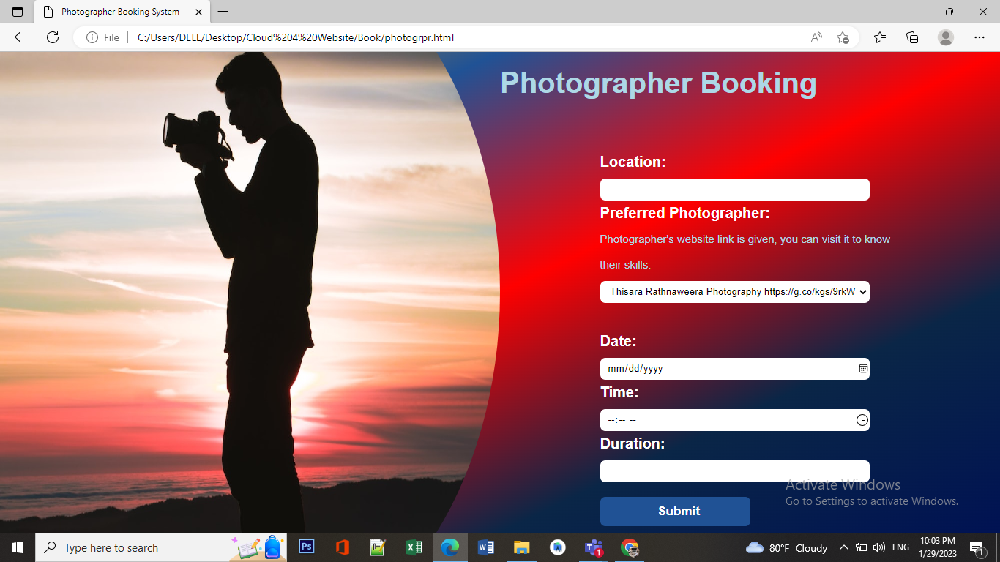 Photographer Booking System
File
C:/Users/DELL/Desktop/Cloud%204%20Website/Book/photogrpr.html
Photographer Booking
Location:
Preferred Photographer:
Photographer's website link is given, you can visit it to know
their skills.
Thisara Rathnaweera Photography https://g.co/kgs/9rkW
Date:
mm/dd/yyyy
Time:
--:-- --
Duration:
Submit
Activate Windows
Go to Settings to activate Windows.
Type here to search
Ps
1
80°F Cloudy
ENG
10:03 PM
1/29/2023
1